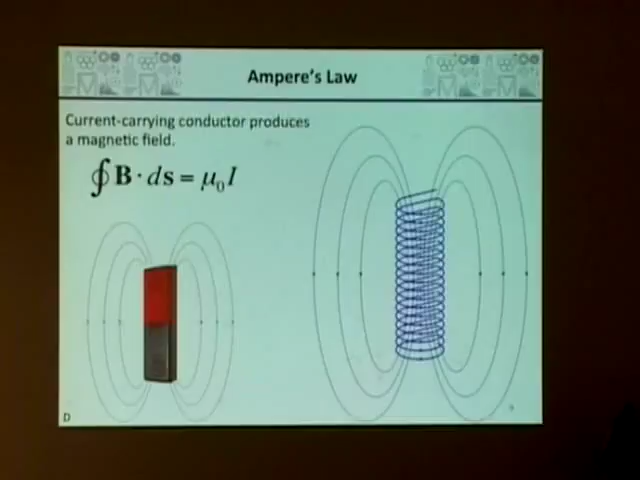 Ampere's Law
Current-carrying conductor produces
a magnetic field.
∮ B · ds = μ₀I
D